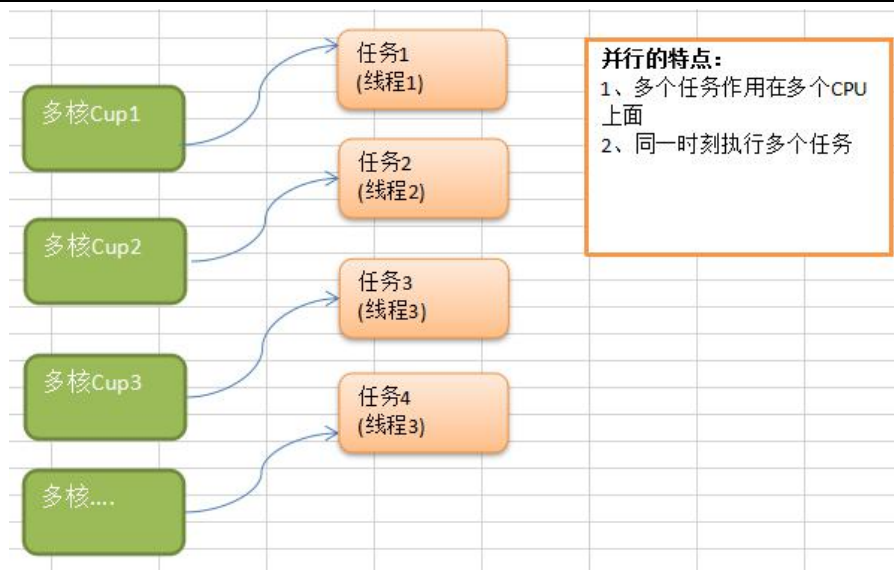 多核Cup1
任务1
(线程1)
多核Cup2
任务2
(线程2)
多核Cup3
任务3
(线程3)
多核....
任务4
(线程3)
并行的特点：
1、多个任务作用在多个CPU
上面
2、同一时刻执行多个任务